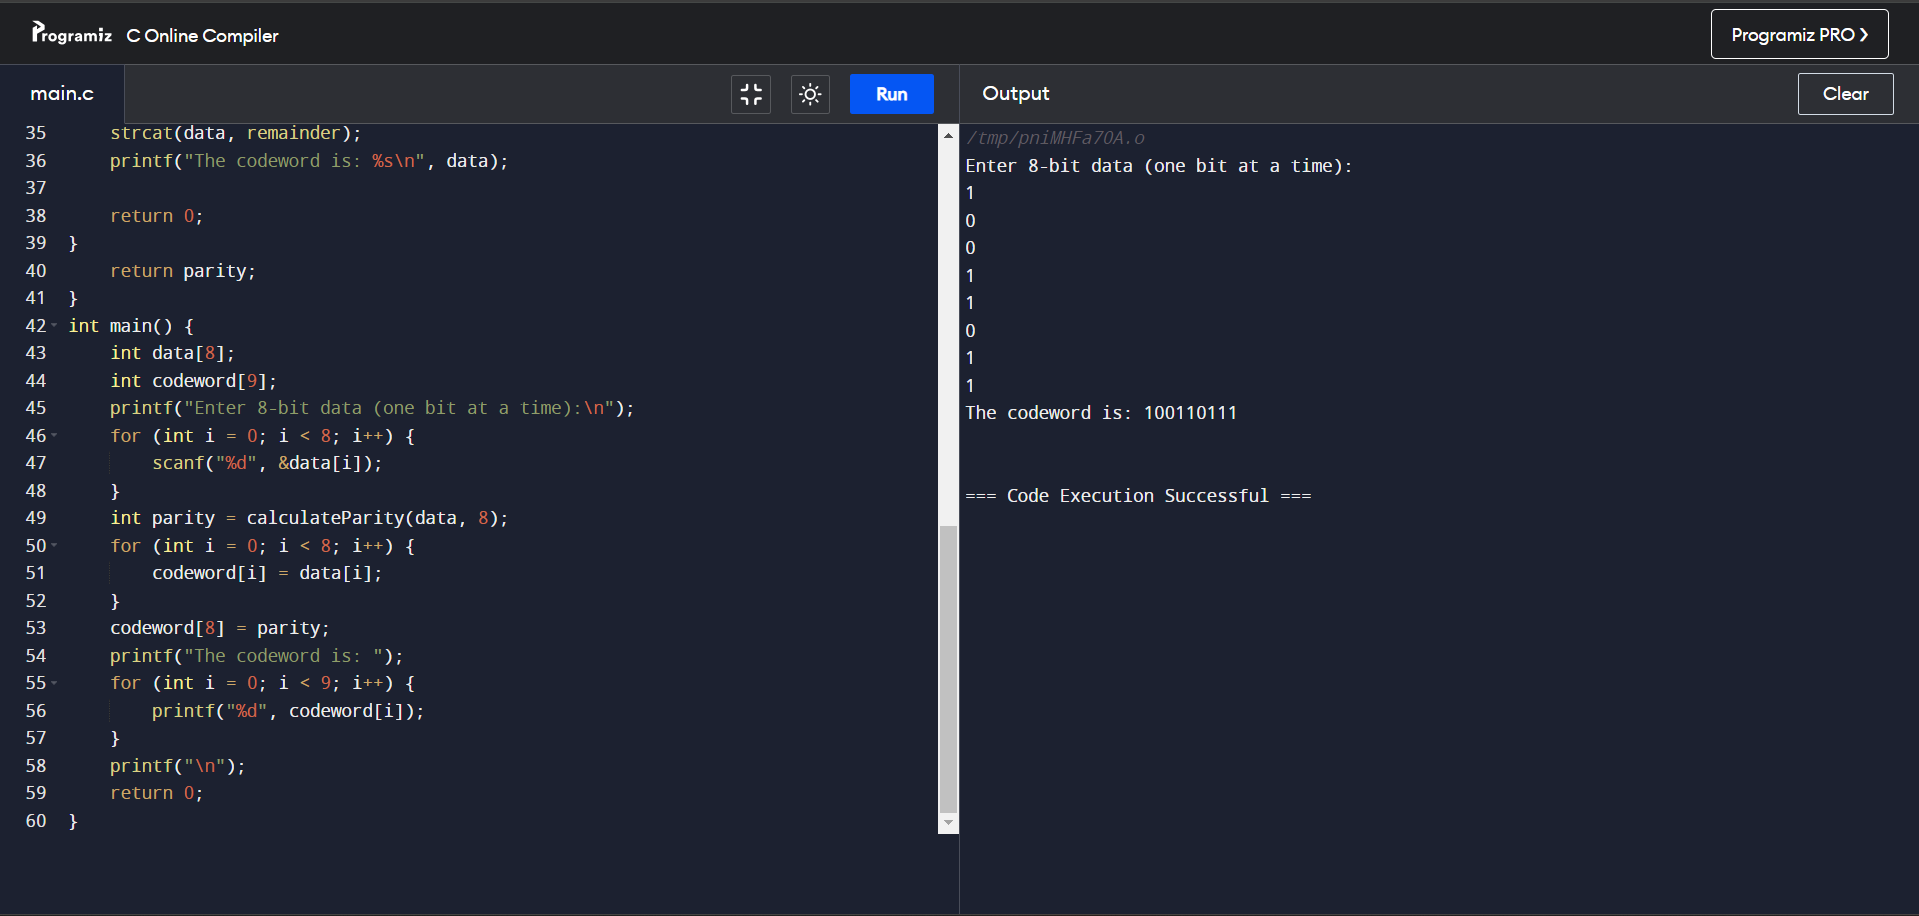 Programiz C Online Compiler
Programiz PRO ❯
main.c
Run
35 strcat(data, remainder);
36 printf("The codeword is: %s\n", data);
37
38 return 0;
39 }
40 return parity;
41 }
42 int main() {
43 int data[8];
44 int codeword[9];
45 printf("Enter 8-bit data (one bit at a time):\n");
46 for (int i = 0; i < 8; i++) {
47 scanf("%d", &data[i]);
48 }
49 int parity = calculateParity(data, 8);
50 for (int i = 0; i < 8; i++) {
51 codeword[i] = data[i];
52 }
53 codeword[8] = parity;
54 printf("The codeword is: ");
55 for (int i = 0; i < 9; i++) {
56 printf("%d", codeword[i]);
57 }
58 printf("\n");
59 return 0;
60 }
Output
Clear
/tmp/pniMHFa7OA.o
Enter 8-bit data (one bit at a time):
1
0
0
1
1
0
1
1
The codeword is: 100110111
=== Code Execution Successful ===